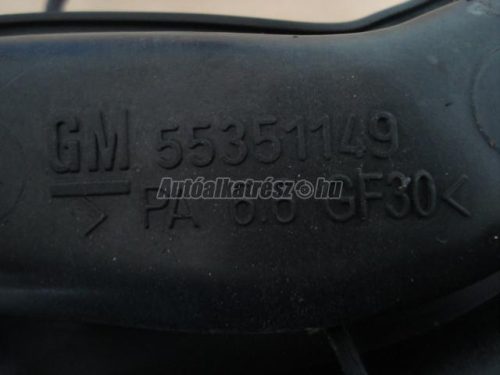 GM 55351149
Autóalkatrész.hu
> PA 6.6 GF30 <